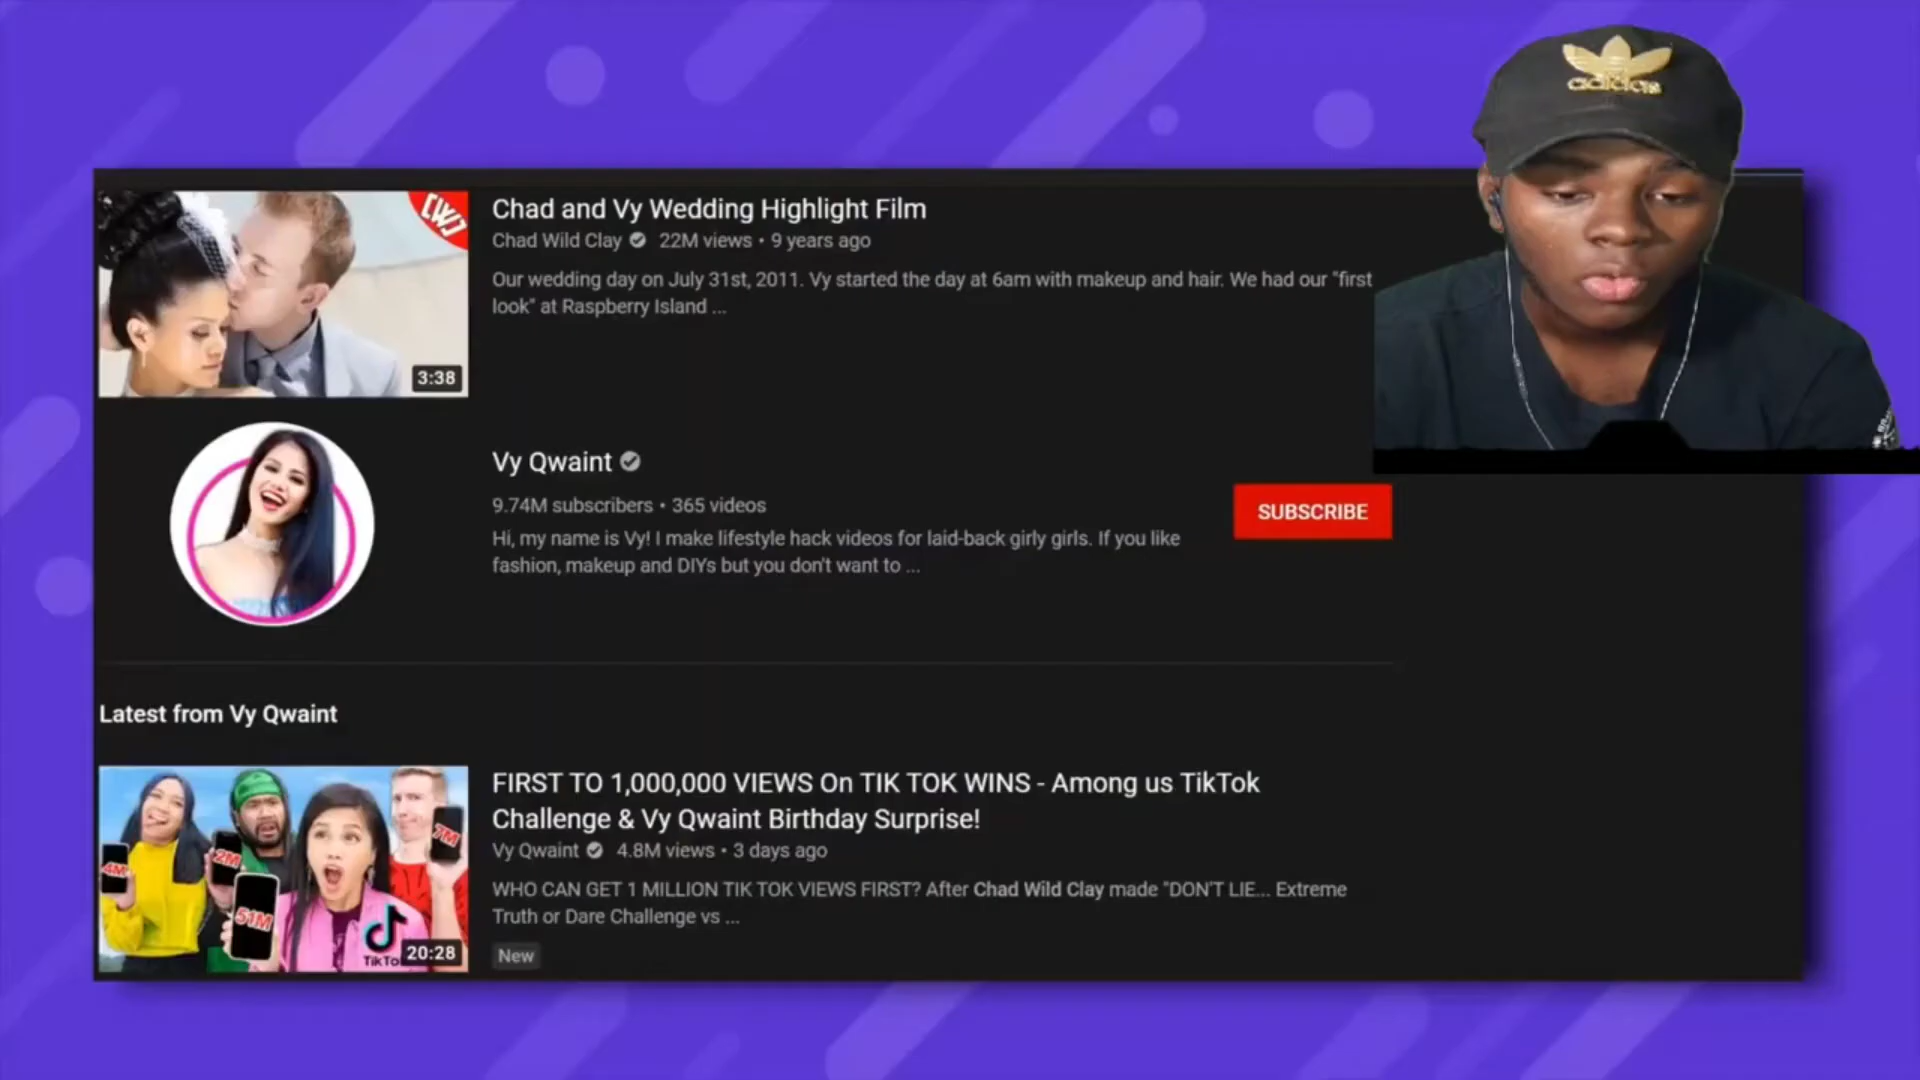 adidas
CWC
Chad and Vy Wedding Highlight Film
Chad Wild Clay 22M views • 9 years ago
Our wedding day on July 31st, 2011. Vy started the day at 6am with makeup and hair. We had our "first
look" at Raspberry Island ...
3:38
Vy Qwaint
9.74M subscribers • 365 videos
SUBSCRIBE
Hi, my name is Vy! I make lifestyle hack videos for laid-back girly girls. If you like
fashion, makeup and DIYs but you don't want to ...
Latest from Vy Qwaint
FIRST TO 1,000,000 VIEWS On TIK TOK WINS - Among us TikTok
Challenge & Vy Qwaint Birthday Surprise!
Vy Qwaint 4.8M views • 3 days ago
WHO CAN GET 1 MILLION TIK TOK VIEWS FIRST? After Chad Wild Clay made "DON'T LIE... Extreme
Truth or Dare Challenge vs ...
New
4M
2M
51M
7M
TikTo
20:28